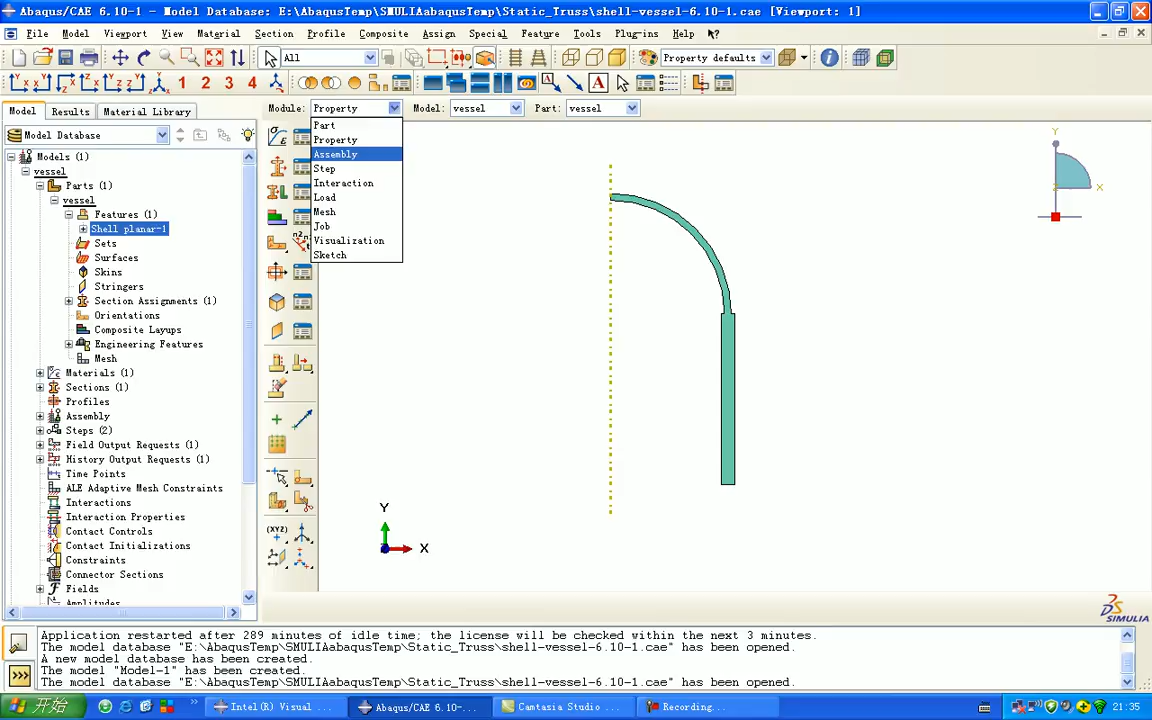 Abaqus/CAE 6.10-1 - Model Database: E:\AbaqusTemp\SMULIAabaqusTemp\Static_Truss\shell-vessel-6.10-1.cae [Viewport: 1]
File Model Viewport View Material Section Profile Composite Assign Special Feature Tools Plug-ins Help
All Property defaults
1 2 3 4 A
Model Results Material Library Module: Property Model: vessel Part: vessel
Model Database
Part
Property
Assembly
Step
Interaction
Load
Mesh
Job
Visualization
Sketch
Models (1)
vessel
Parts (1)
vessel
Features (1)
Shell planar-1
Sets
Surfaces
Skins
Stringers
Section Assignments (1)
Orientations
Composite Layups
Engineering Features
Mesh
Materials (1)
Sections (1)
Profiles
Assembly
Steps (2)
Field Output Requests (1)
History Output Requests (1)
Time Points
ALE Adaptive Mesh Constraints
Interactions
Interaction Properties
Contact Controls
Contact Initializations
Constraints
Connector Sections
Fields
Amplitudes
(XYZ)
Y
X
Z
Y
X
SIMULIA
Application restarted after 289 minutes of idle time; the license will be checked within the next 3 minutes.
The model database "E:\AbaqusTemp\SMULIAabaqusTemp\Static_Truss\shell-vessel-6.10-1.cae" has been opened.
A new model database has been created.
The model "Model-1" has been created.
The model database "E:\AbaqusTemp\SMULIAabaqusTemp\Static_Truss\shell-vessel-6.10-1.cae" has been opened.
>>>
开始 Intel(R) Visual ... Abaqus/CAE 6.10-... Camtasia Studio ... Recording... 21:35